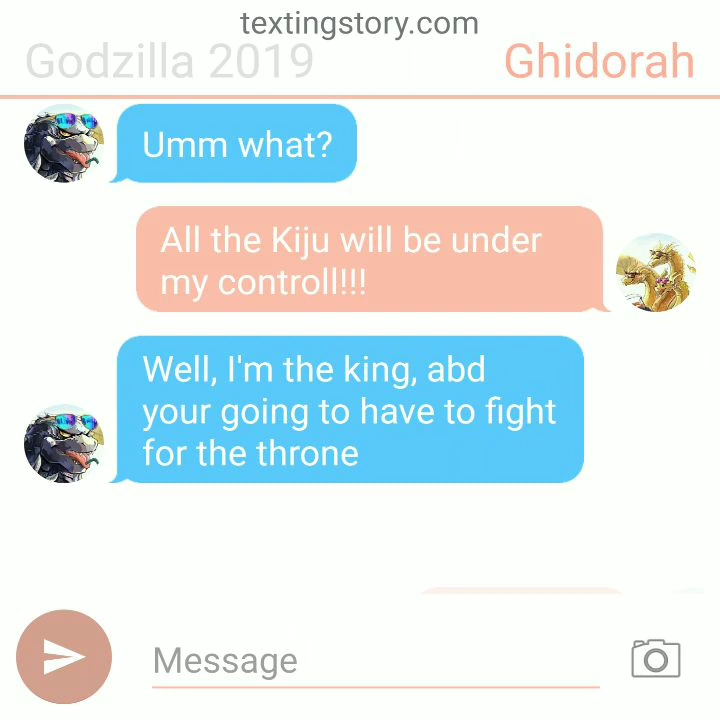 textingstory.com
Godzilla 2019 Ghidorah
Umm what?
All the Kiju will be under
my controll!!!
Well, I'm the king, abd
your going to have to fight
for the throne
Message